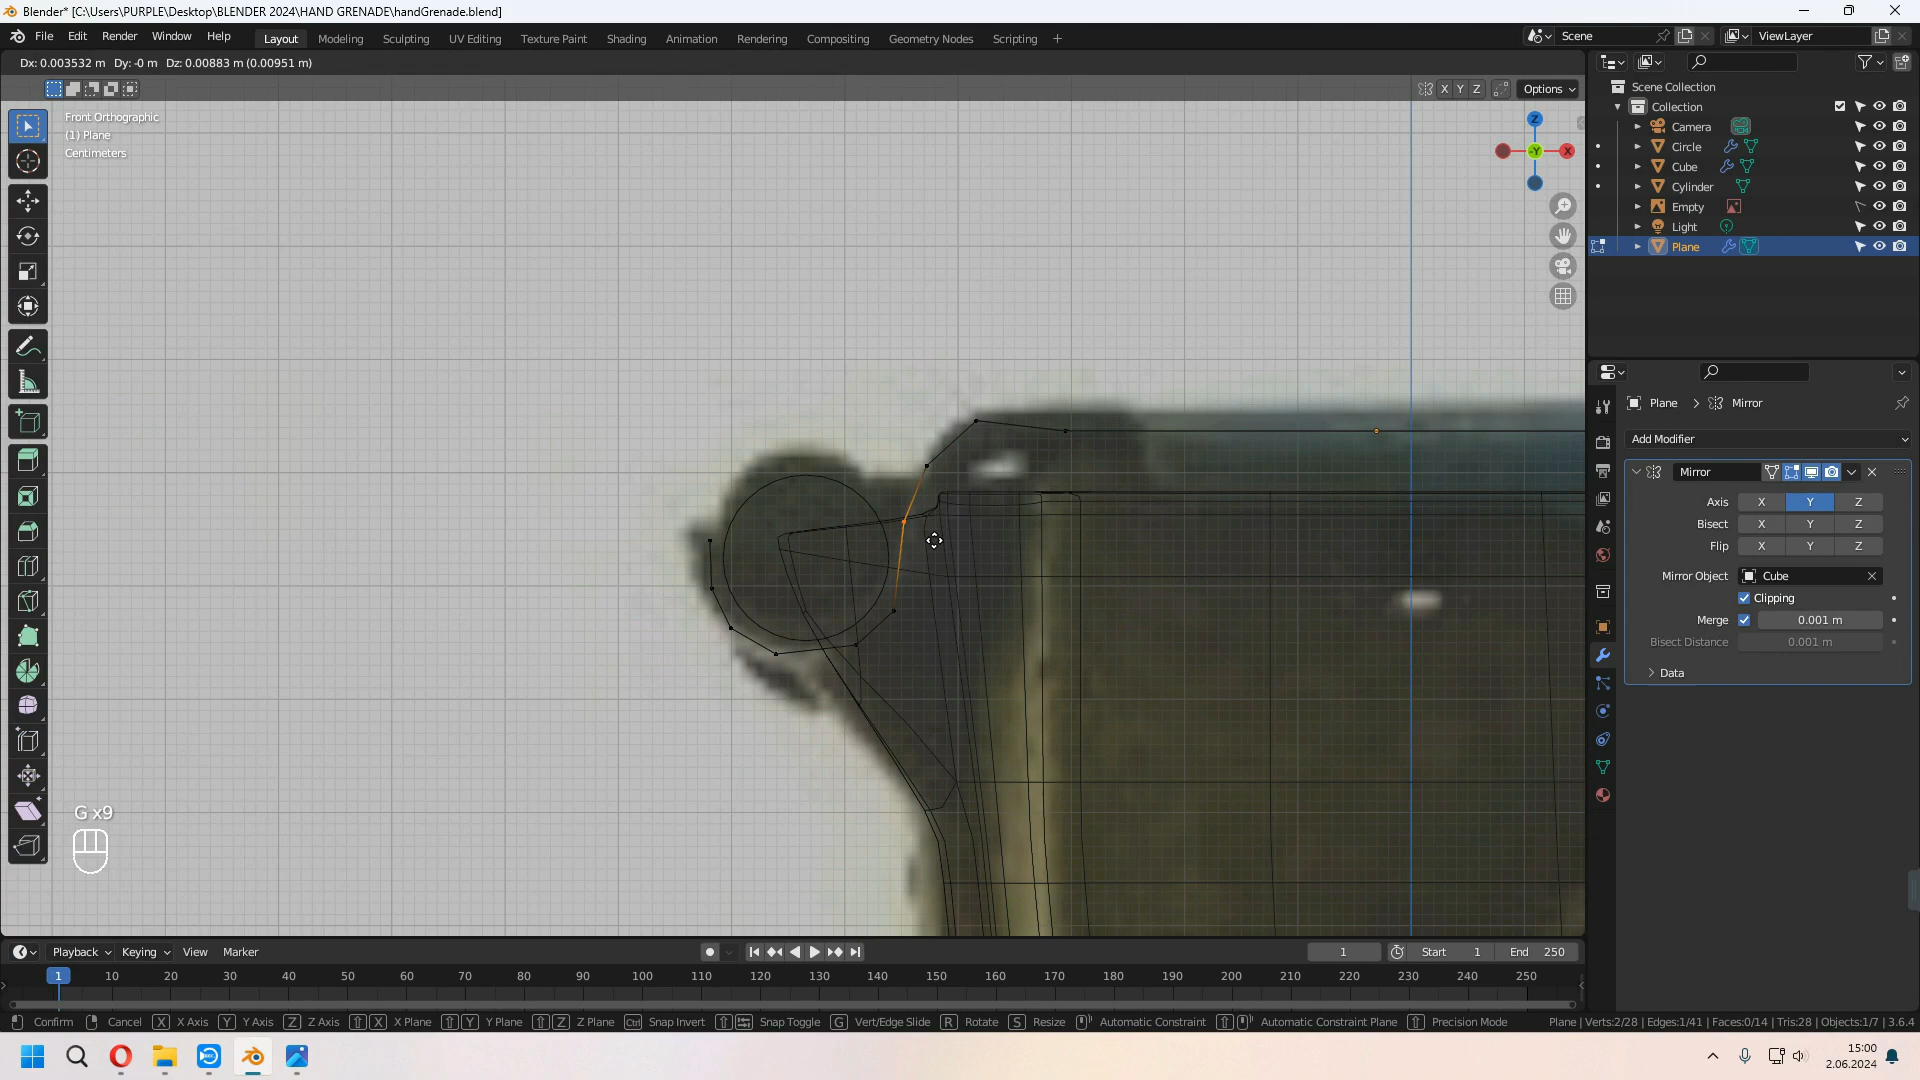 Blender* [C:\Users\PURPLE\Desktop\BLENDER 2024\HAND GRENADE\handGrenade.blend]
File Edit Render Window Help Layout Modeling Sculpting UV Editing Texture Paint Shading Animation Rendering Compositing Geometry Nodes Scripting + Scene ViewLayer
Dx: 0.003532 m Dy: -0 m Dz: 0.00883 m (0.00951 m)
X Y Z Options
Front Orthographic
(1) Plane
Centimeters
Z
-Y X
Scene Collection
Collection
Camera
Circle
Cube
Cylinder
Empty
Light
Plane
Plane > Mirror
Add Modifier
Mirror
Axis X Y Z
Bisect X Y Z
Flip X Y Z
Mirror Object Cube
Clipping
Merge 0.001 m
Bisect Distance 0.001 m
Data
G x9
Playback Keying View Marker 1 Start 1 End 250
1 10 20 30 40 50 60 70 80 90 100 110 120 130 140 150 160 170 180 190 200 210 220 230 240 250
Confirm Cancel X X Axis Y Y Axis Z Z Axis X X Plane Y Y Plane Z Z Plane Ctrl Snap Invert Snap Toggle G Vert/Edge Slide R Rotate S Resize Automatic Constraint Automatic Constraint Plane Precision Mode Plane | Verts:2/28 | Edges:1/41 | Faces:0/14 | Tris:28 | Objects:1/7 | 3.6.4
15:00
2.06.2024